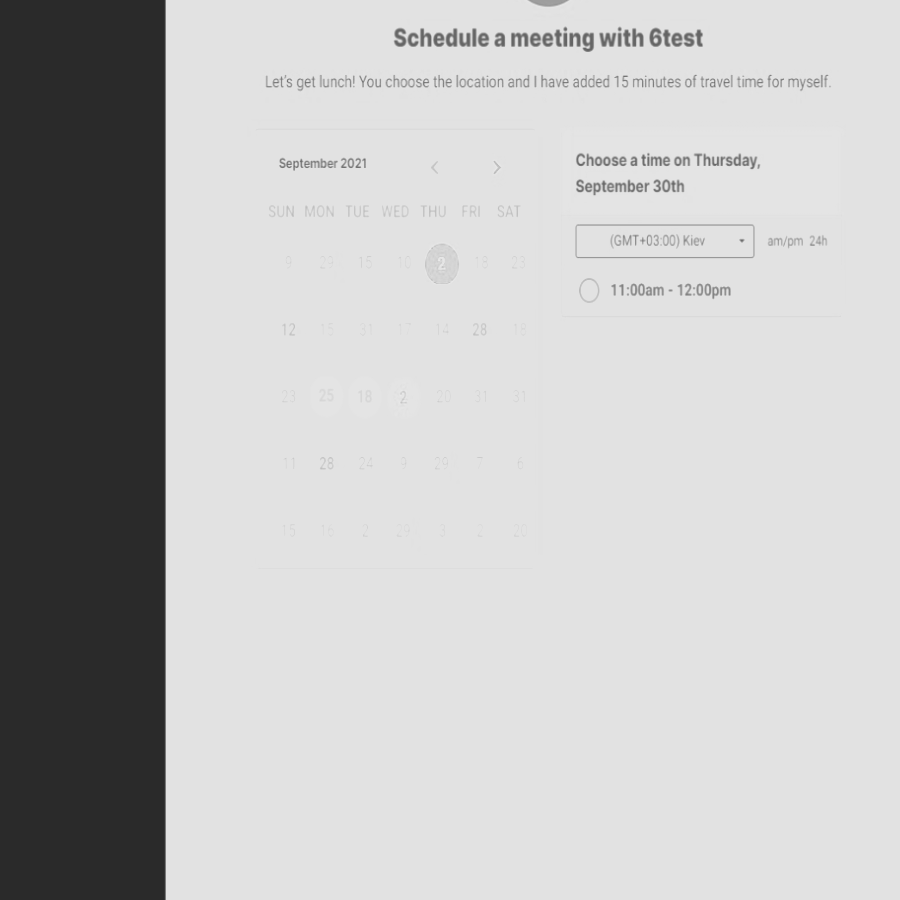 Schedule a meeting with 6test
Let's get lunch! You choose the location and I have added 15 minutes of travel time for myself.
September 2021
SUN MON TUE WED THU FRI SAT
9 29 15 10 2 18 23
12 15 31 17 14 28 18
23 25 18 2 20 31 31
11 28 24 9 29 7 6
15 16 2 29 3 2 20
Choose a time on Thursday,
September 30th
(GMT+03:00) Kiev am/pm 24h
11:00am - 12:00pm